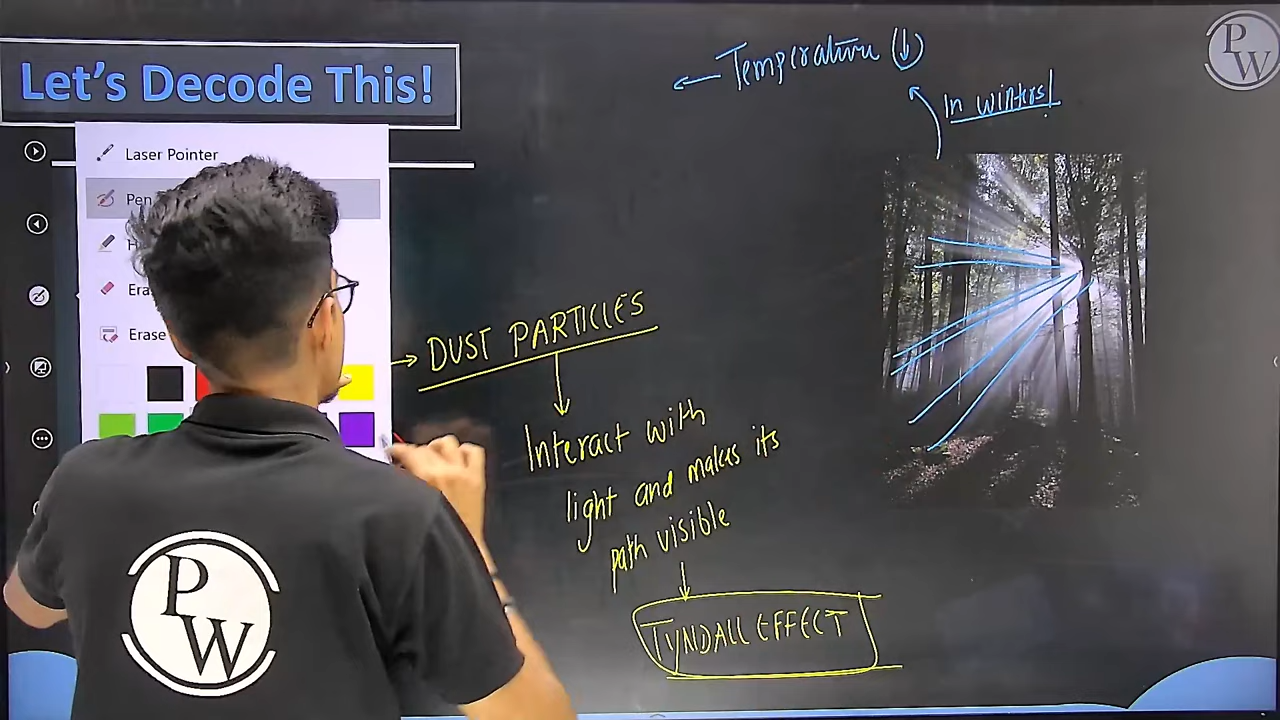 Let's Decode This!
Temperature (↓)
In winters!
PW
Laser Pointer
Pen
Era
Erase
→ DUST PARTICLES
Interact with
light and makes its
path visible
TYNDALL EFFECT
PW